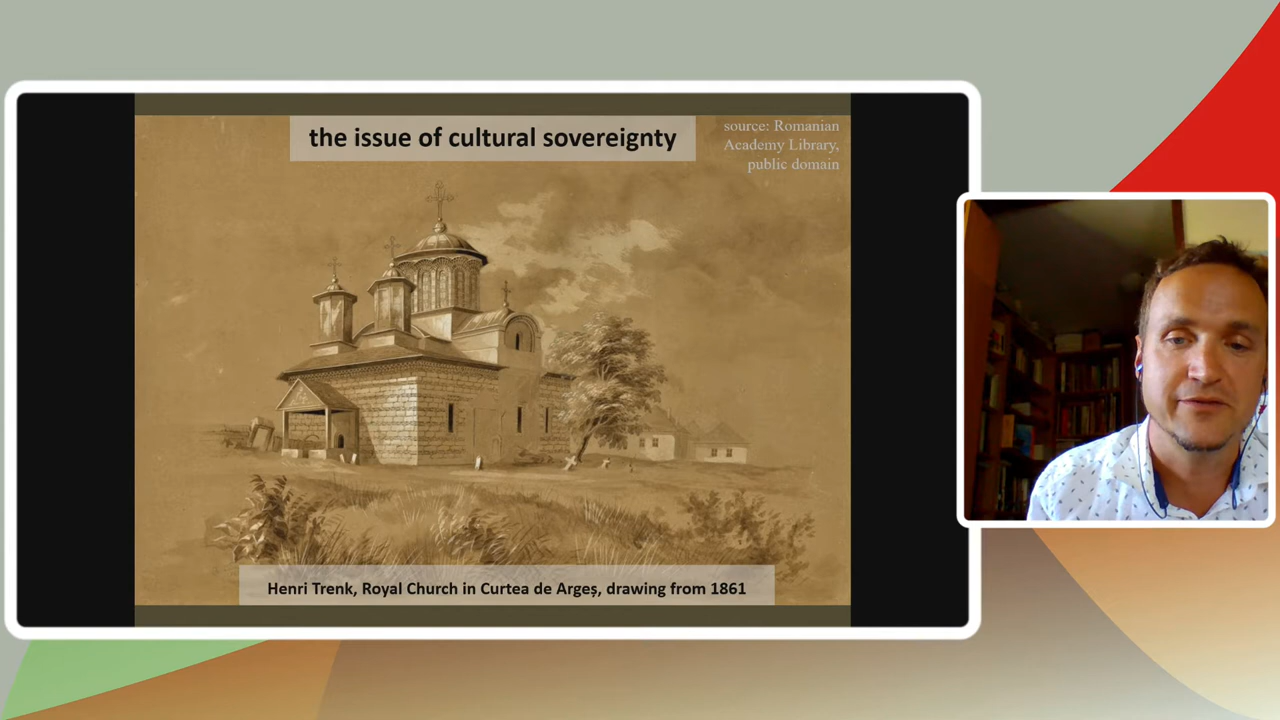 the issue of cultural sovereignty
source: Romanian
Academy Library,
public domain
Henri Trenk, Royal Church in Curtea de Argeș, drawing from 1861